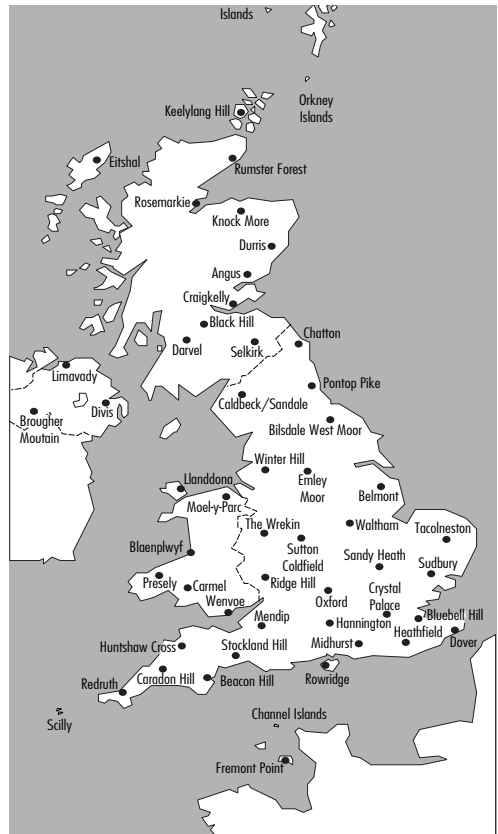 Islands
Orkney
Islands
Keelylang Hill
Eitshal
Rumster Forest
Rosemarkie
Knock More
Durris
Angus
Craigkelly
Black Hill
Darvel
Selkirk
Chatton
Limavady
Pontop Pike
Caldbeck/Sandale
Divis
Brougher
Moutain
Bilsdale West Moor
Winter Hill
Emley
Moor
Llanddona
Moel-y-Parc
Belmont
The Wrekin
Waltham
Tacolneston
Sutton
Coldfield
Blaenplwyf
Sandy Heath
Sudbury
Presely
Carmel
Ridge Hill
Crystal
Palace
Oxford
Wenvoe
Bluebell Hill
Mendip
Hannington
Heathfield
Dover
Huntshaw Cross
Stockland Hill
Midhurst
Caradon Hill
Beacon Hill
Rowridge
Redruth
Scilly
Channel Islands
Fremont Point